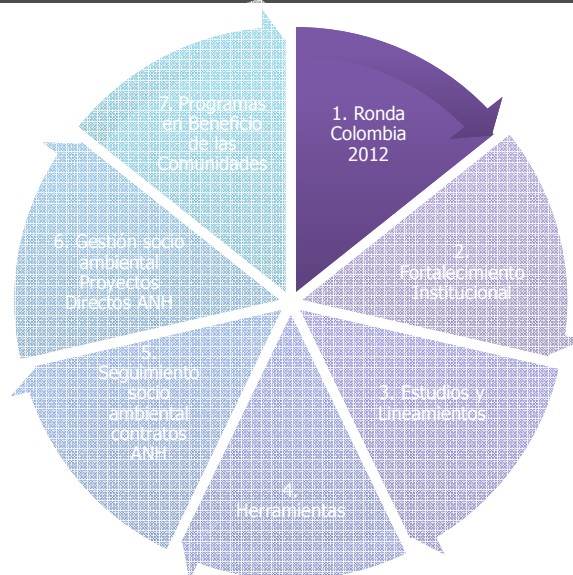 1. Ronda
Colombia
2012
2.
Fortalecimiento
Institucional
3. Estudios y
Lineamientos
4.
Herramientas
5.
Seguimiento
socio
ambiental
contratos
ANH
6. Gestión socio
ambiental
Proyectos
Directos ANH
7. Programas
en Beneficio
de las
Comunidades